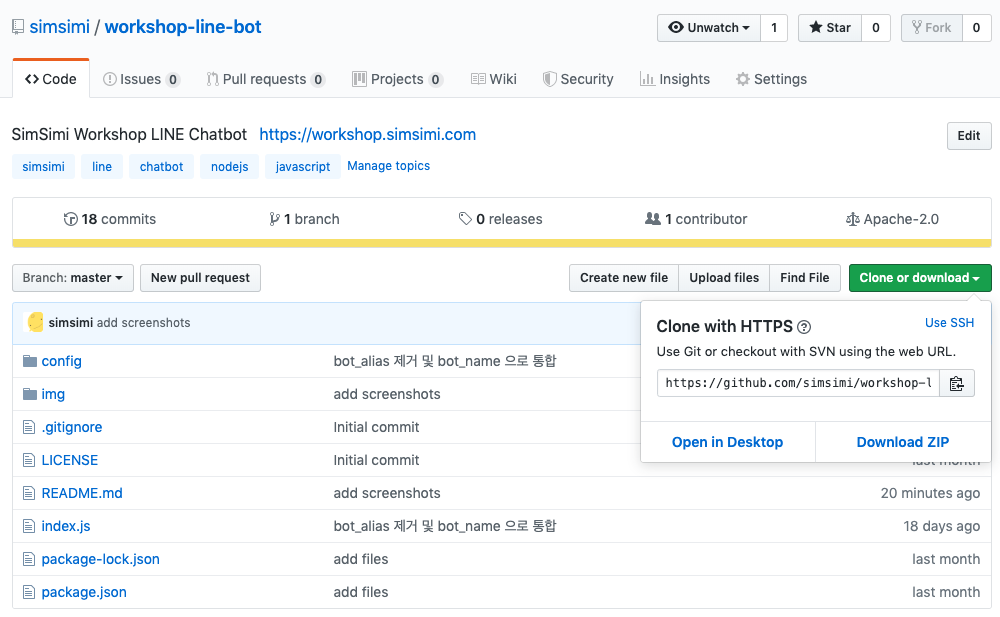 simsimi / workshop-line-bot
Unwatch 1 Star 0 Fork 0
Code Issues 0 Pull requests 0 Projects 0 Wiki Security Insights Settings
SimSimi Workshop LINE Chatbot https://workshop.simsimi.com
Edit
simsimi line chatbot nodejs javascript Manage topics
18 commits 1 branch 0 releases 1 contributor Apache-2.0
Branch: master New pull request Create new file Upload files Find File Clone or download
simsimi add screenshots
Clone with HTTPS Use SSH
Use Git or checkout with SVN using the web URL.
https://github.com/simsimi/workshop-l
Open in Desktop Download ZIP
config bot_alias 제거 및 bot_name 으로 통합
img add screenshots
.gitignore Initial commit
LICENSE Initial commit last month
README.md add screenshots 20 minutes ago
index.js bot_alias 제거 및 bot_name 으로 통합 18 days ago
package-lock.json add files last month
package.json add files last month